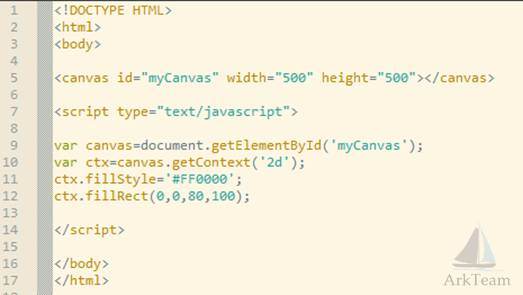 1 <!DOCTYPE HTML>
2 <html>
3 <body>
4
5 <canvas id="myCanvas" width="500" height="500"></canvas>
6
7 <script type="text/javascript">
8
9 var canvas=document.getElementById('myCanvas');
10 var ctx=canvas.getContext('2d');
11 ctx.fillStyle='#FF0000';
12 ctx.fillRect(0,0,80,100);
13
14 </script>
15
16 </body>
17 </html>
ArkTeam